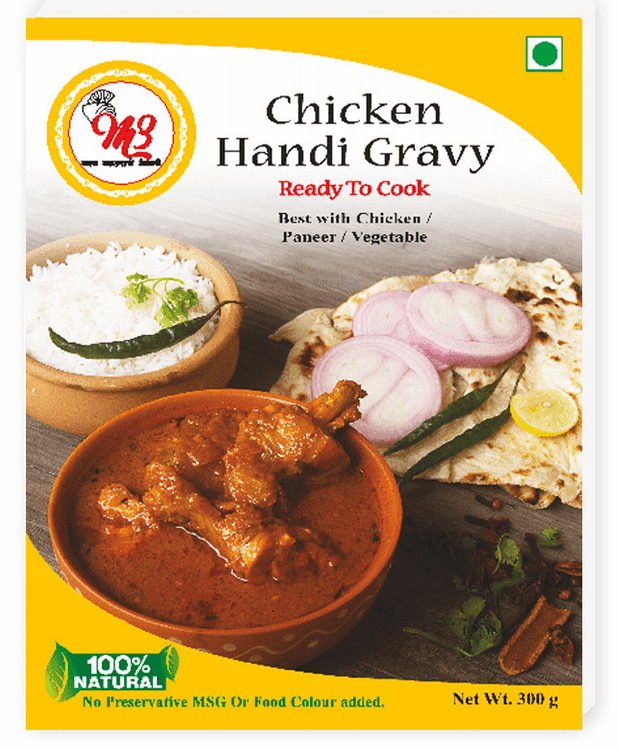 MG
Chicken
Handi Gravy
Ready To Cook
Best with Chicken /
Paneer / Vegetable
100%
NATURAL
No Preservative MSG Or Food Colour added.
Net Wt. 300 g